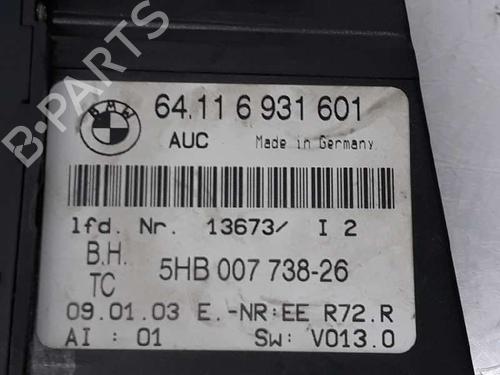 BMW
64.11 6 931 601
AUC Made in Germany
lfd. Nr. 13673/ I 2
B.H.
TC 5HB 007 738-26
09.01.03 E.-NR:EE R72.R
AI : 01 SW: V013.0